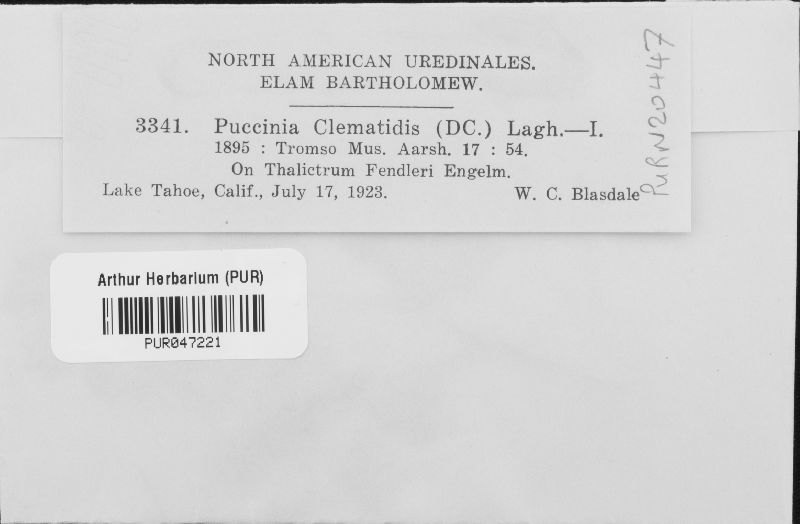 NORTH AMERICAN UREDINALES.
ELAM BARTHOLOMEW.
3341. Puccinia Clematidis (DC.) Lagh.—I.
1895 : Tromso Mus. Aarsh. 17 : 54.
On Thalictrum Fendleri Engelm.
Lake Tahoe, Calif., July 17, 1923. W. C. Blasdale
PURN20447
Arthur Herbarium (PUR)
PUR047221